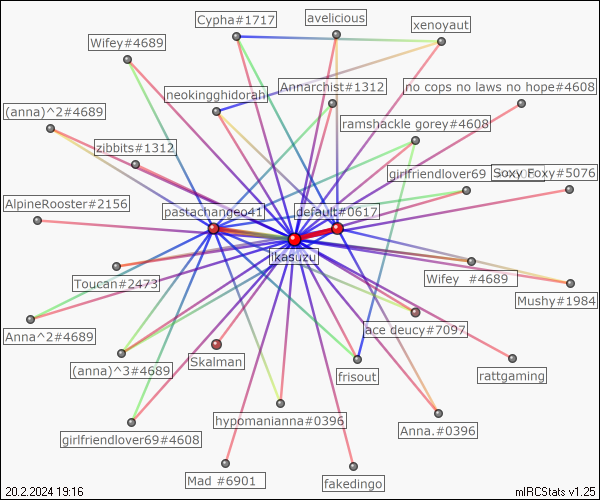 Cypha#1717
avelicious
xenoyaut
Wifey#4689
neokingghidorah
Annarchist#1312
no cops no laws no hope#4608
(anna)^2#4689
ramshackle gorey#4608
zibbits#1312
girlfriendlover69
Foxy#5076
AlpineRooster#2156
pastachangeo41
default#0617
Ikasuzu
Toucan#2473
Wifey #4689
Mushy#1984
Anna^2#4689
ace deucy#7097
(anna)^3#4689
Skalman
frisout
rattgaming
hypomanianna#0396
girlfriendlover69#4608
Anna.#0396
Mad #6901
fakedingo
20.2.2024 19:16
mIRCStats v1.25